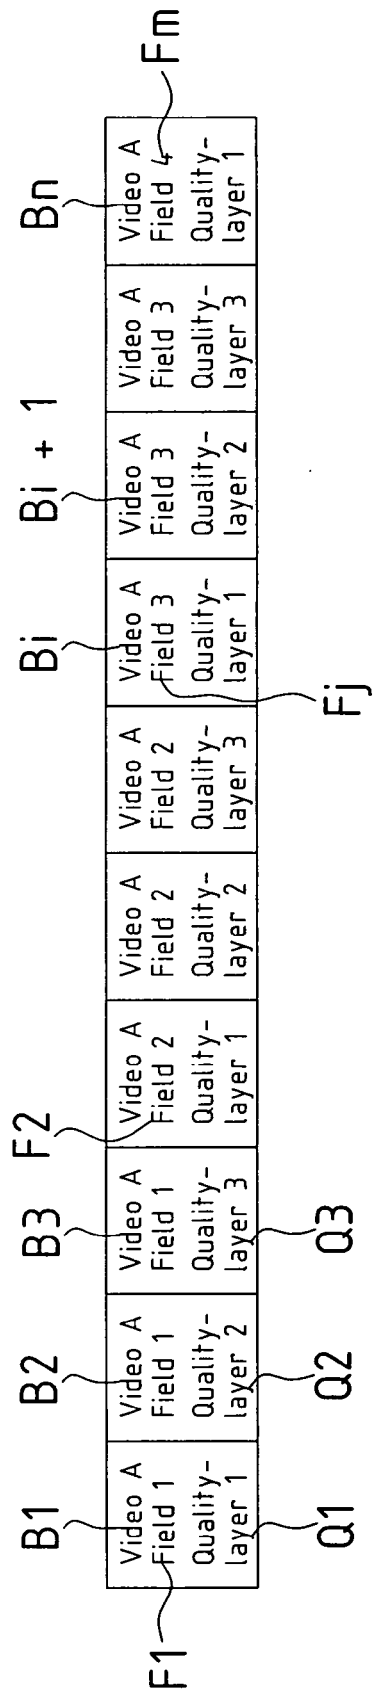 B1
B2
B3
F2
Bi
Bi + 1
Bn
F1
Video A
Field 1
Quality-
layer 1
Video A
Field 1
Quality-
layer 2
Video A
Field 1
Quality-
layer 3
Video A
Field 2
Quality-
layer 1
Video A
Field 2
Quality-
layer 2
Video A
Field 2
Quality-
layer 3
Video A
Field 3
Quality-
layer 1
Video A
Field 3
Quality-
layer 2
Video A
Field 3
Quality-
layer 3
Video A
Field 4
Quality-
layer 1
Fm
Q1
Q2
Q3
Fj